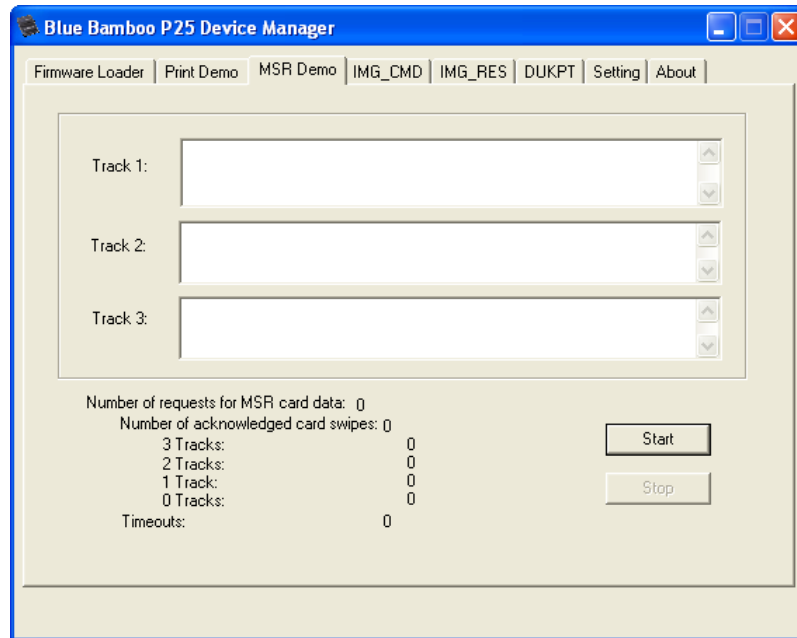 Blue Bamboo P25 Device Manager
Firmware Loader Print Demo MSR Demo IMG_CMD IMG_RES DUKPT Setting About
Track 1:
Track 2:
Track 3:
Number of requests for MSR card data: 0
Number of acknowledged card swipes: 0
3 Tracks: 0
2 Tracks: 0
1 Track: 0
0 Tracks: 0
Timeouts: 0
Start
Stop